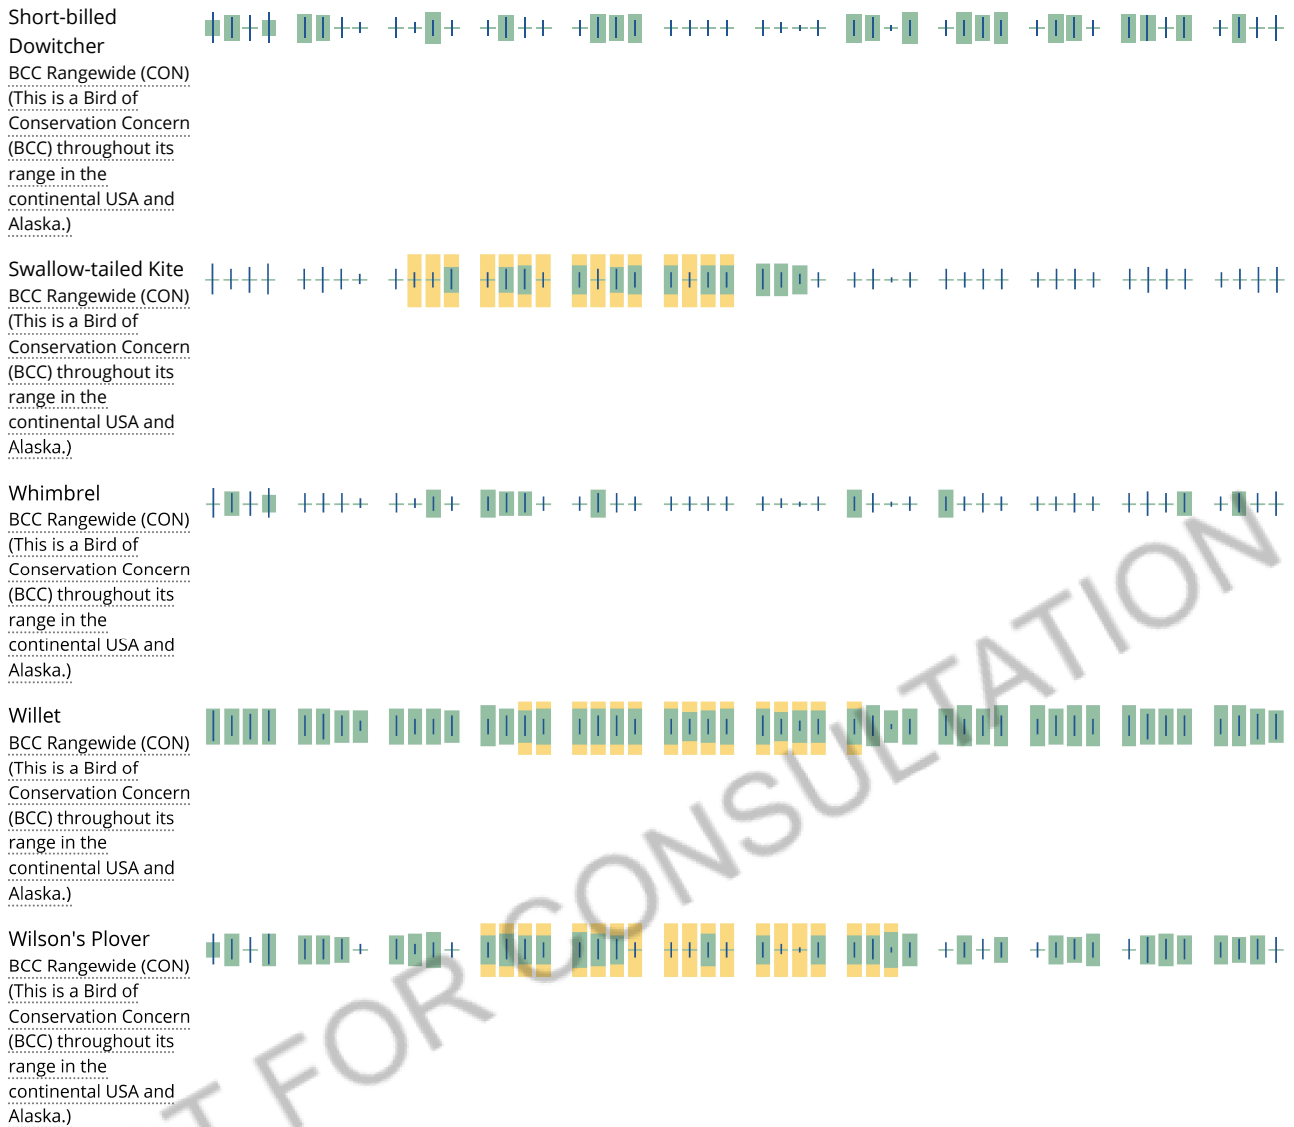 Short-billed
Dowitcher
BCC Rangewide (CON)
(This is a Bird of
Conservation Concern
(BCC) throughout its
range in the
continental USA and
Alaska.)
Swallow-tailed Kite
BCC Rangewide (CON)
(This is a Bird of
Conservation Concern
(BCC) throughout its
range in the
continental USA and
Alaska.)
Whimbrel
BCC Rangewide (CON)
(This is a Bird of
Conservation Concern
(BCC) throughout its
range in the
continental USA and
Alaska.)
Willet
BCC Rangewide (CON)
(This is a Bird of
Conservation Concern
(BCC) throughout its
range in the
continental USA and
Alaska.)
Wilson's Plover
BCC Rangewide (CON)
(This is a Bird of
Conservation Concern
(BCC) throughout its
range in the
continental USA and
Alaska.)
T FOR CONSULTATION